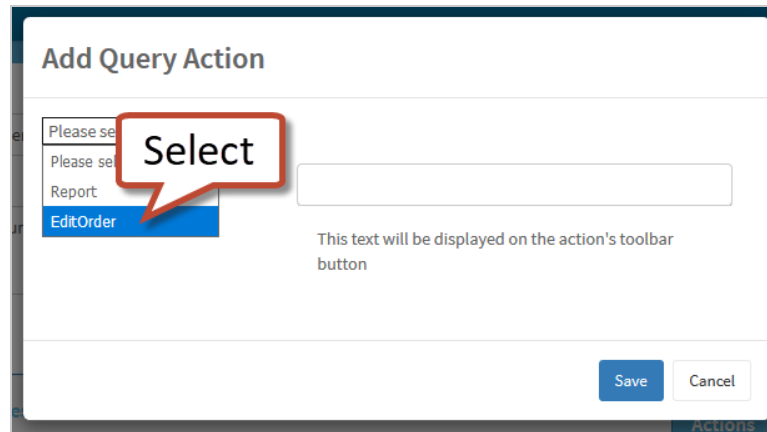 Add Query Action
Please se
Select
Please sel
Report
EditOrder
This text will be displayed on the action's toolbar
button
Save
Cancel
Actions